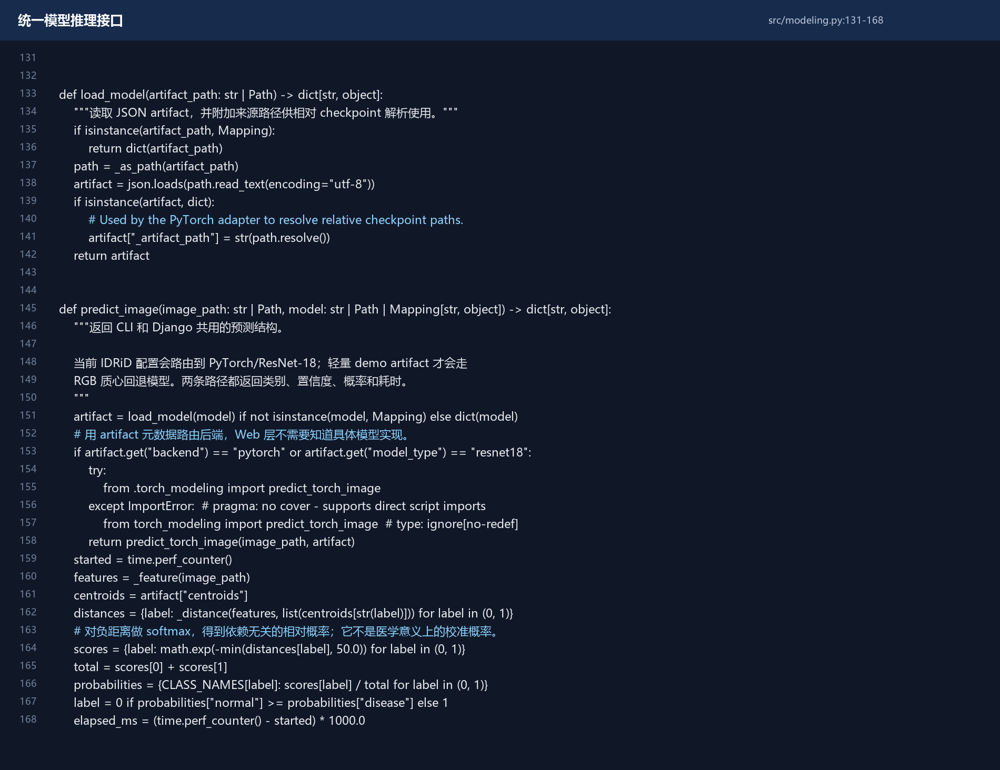 统一模型推理接口
src/modeling.py:131-168
131
132
133 def load_model(artifact_path: str | Path) -> dict[str, object]:
134 """读取 JSON artifact，并附加来源路径供相对 checkpoint 解析使用。"""
135 if isinstance(artifact_path, Mapping):
136 return dict(artifact_path)
137 path = _as_path(artifact_path)
138 artifact = json.loads(path.read_text(encoding="utf-8"))
139 if isinstance(artifact, dict):
140 # Used by the PyTorch adapter to resolve relative checkpoint paths.
141 artifact["_artifact_path"] = str(path.resolve())
142 return artifact
143
144
145 def predict_image(image_path: str | Path, model: str | Path | Mapping[str, object]) -> dict[str, object]:
146 """返回 CLI 和 Django 共用的预测结构。
147
148 当前 IDRiD 配置会路由到 PyTorch/ResNet-18；轻量 demo artifact 才会走
149 RGB 质心回退模型。两条路径都返回类别、置信度、概率和耗时。
150 """
151 artifact = load_model(model) if not isinstance(model, Mapping) else dict(model)
152 # 用 artifact 元数据路由后端，Web 层不需要知道具体模型实现。
153 if artifact.get("backend") == "pytorch" or artifact.get("model_type") == "resnet18":
154 try:
155 from .torch_modeling import predict_torch_image
156 except ImportError:  # pragma: no cover - supports direct script imports
157 from torch_modeling import predict_torch_image  # type: ignore[no-redef]
158 return predict_torch_image(image_path, artifact)
159 started = time.perf_counter()
160 features = _feature(image_path)
161 centroids = artifact["centroids"]
162 distances = {label: _distance(features, list(centroids[str(label)])) for label in (0, 1)}
163 # 对负距离做 softmax，得到依赖无关的相对概率；它不是医学意义上的校准概率。
164 scores = {label: math.exp(-min(distances[label], 50.0)) for label in (0, 1)}
165 total = scores[0] + scores[1]
166 probabilities = {CLASS_NAMES[label]: scores[label] / total for label in (0, 1)}
167 label = 0 if probabilities["normal"] >= probabilities["disease"] else 1
168 elapsed_ms = (time.perf_counter() - started) * 1000.0